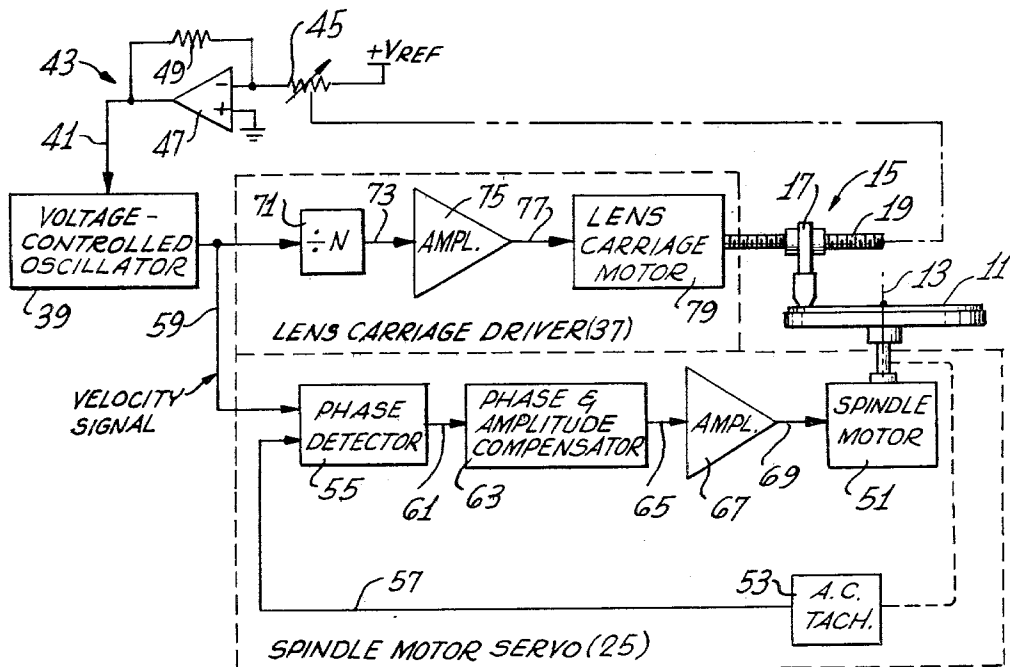 45
+VREF
43
49
-
+
47
41
VOLTAGE-
CONTROLLED
OSCILLATOR
39
71
÷N
73
75
AMPL.
77
LENS
CARRIAGE
MOTOR
79
17
15
19
13
11
59
LENS CARRIAGE DRIVER(37)
VELOCITY
SIGNAL
PHASE
DETECTOR
55
61
PHASE &
AMPLITUDE
COMPENSATOR
63
65
AMPL.
67
69
SPINDLE
MOTOR
51
57
53
A.C.
TACH.
SPINDLE MOTOR SERVO(25)